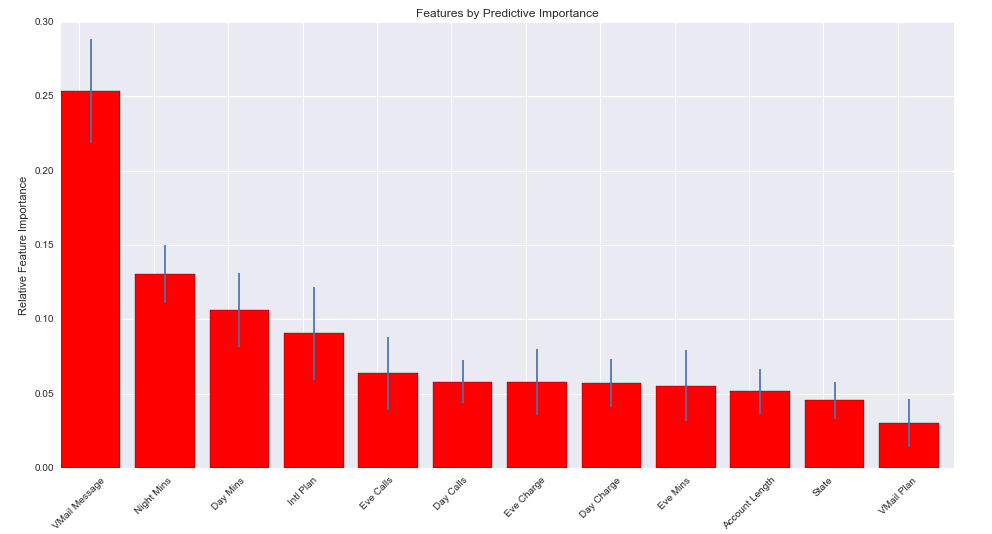 Features by Predictive Importance
Relative Feature Importance
0.30
0.25
0.20
0.15
0.10
0.05
0.00
VMail Message
Night Mins
Day Mins
Intl Plan
Eve Calls
Day Calls
Eve Charge
Day Charge
Eve Mins
Account Length
State
VMail Plan